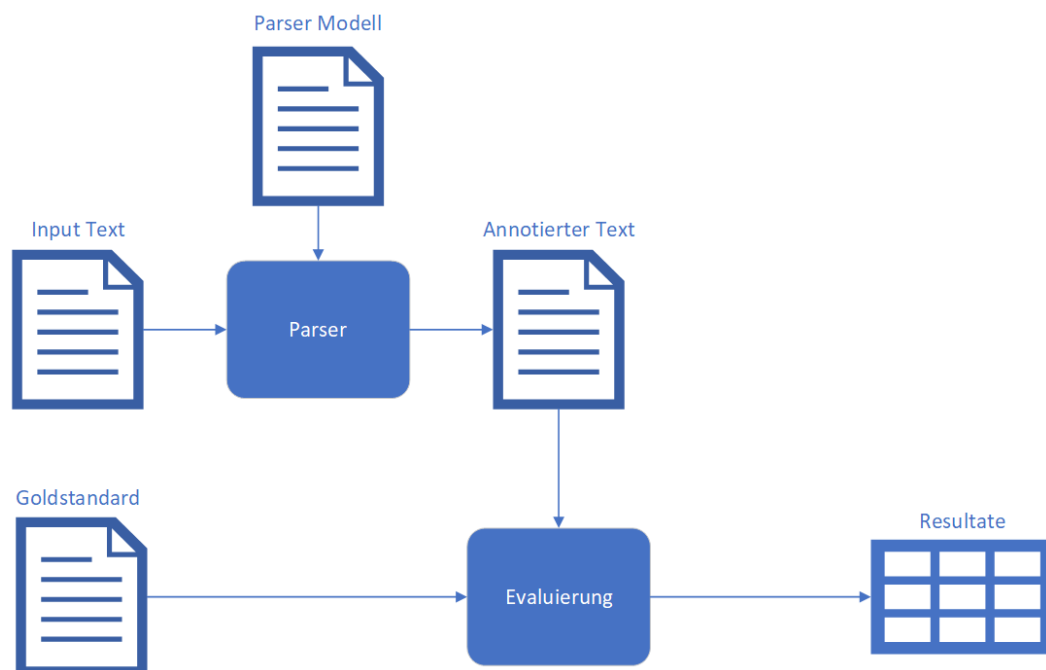 Parser Modell
Input Text
Annotierter Text
Parser
Goldstandard
Resultate
Evaluierung